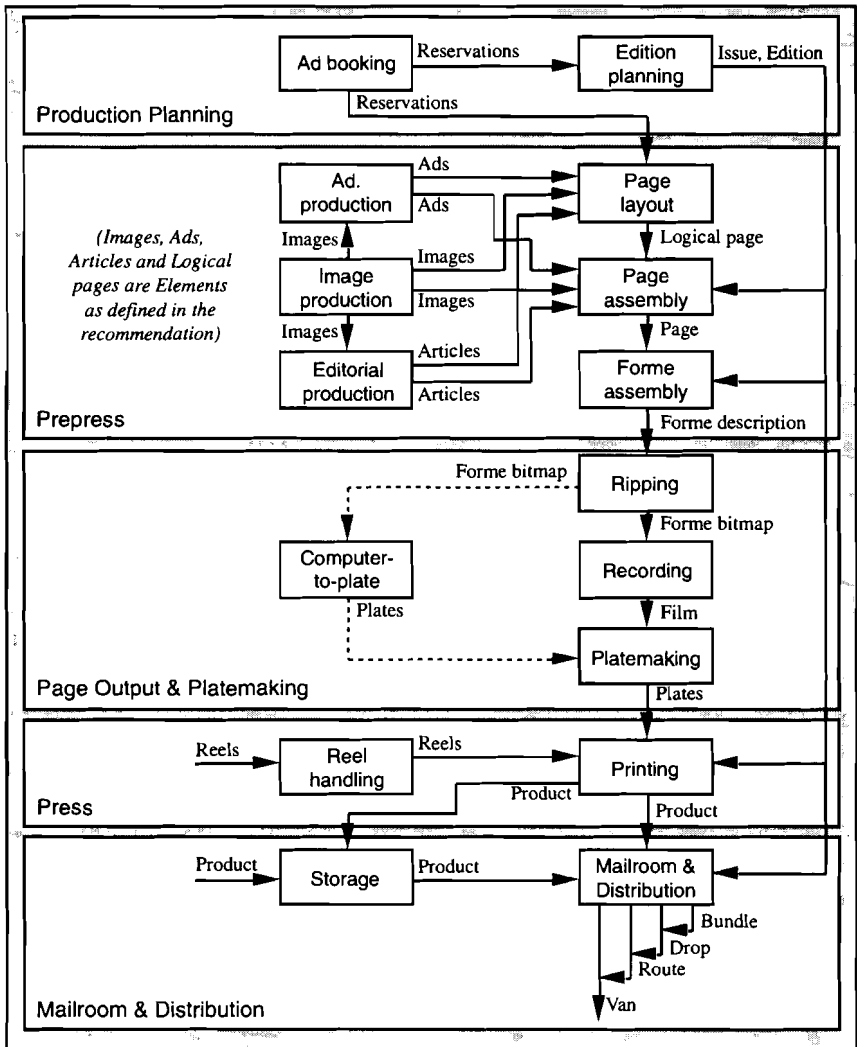 Ad booking
Reservations
Edition
planning
Issue, Edition
Reservations
Production Planning
Ads
Ad.
production
Ads
Page
layout
(Images, Ads,
Articles and Logical
pages are Elements
as defined in the
recommendation)
Images
Logical page
Images
Image
production
Images
Page
assembly
Images
Page
Articles
Editorial
production
Articles
Forme
assembly
Prepress
Forme description
Forme bitmap
Ripping
Forme bitmap
Computer-
to-plate
Recording
Plates
Film
Platemaking
Page Output & Platemaking
Plates
Reels
Reel
handling
Reels
Printing
Product
Product
Press
Product
Storage
Product
Mailroom &
Distribution
Bundle
Drop
Route
Van
Mailroom & Distribution